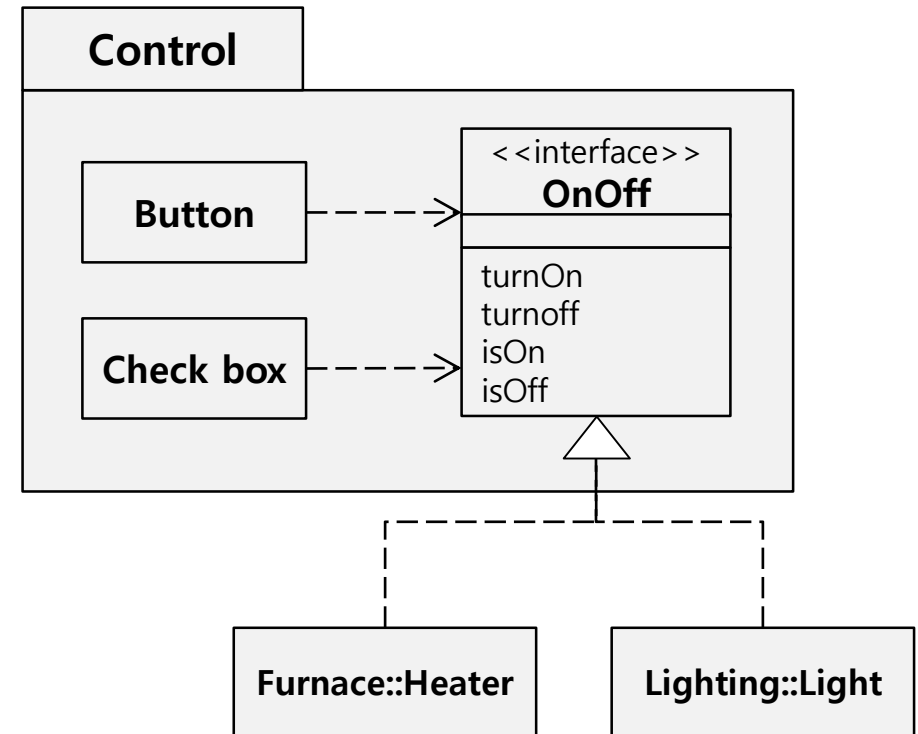 Control
<<interface>>
OnOff
Button
turnOn
turnoff
isOn
isOff
Check box
Furnace::Heater
Lighting::Light